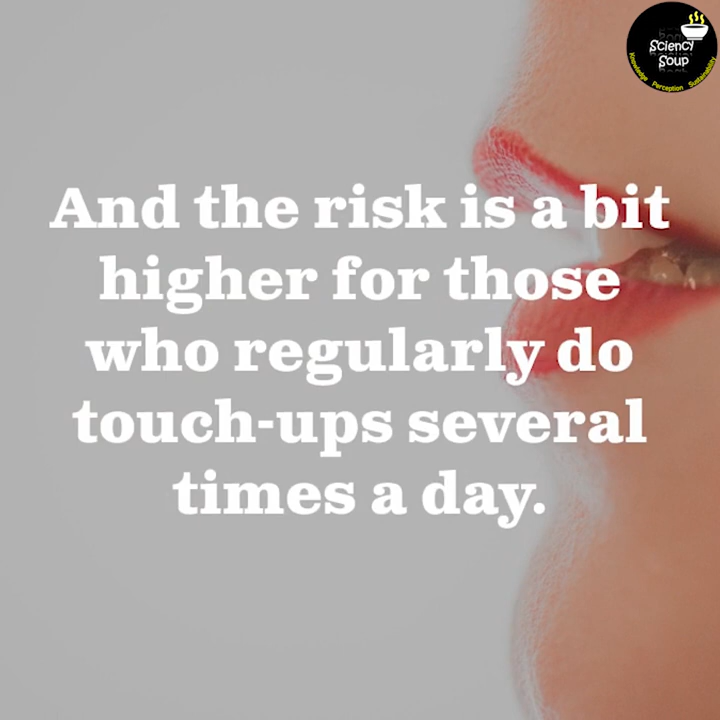 Sciency
Soup
Knowledge Perception Sustainability
And the risk is a bit
higher for those
who regularly do
touch-ups several
times a day.